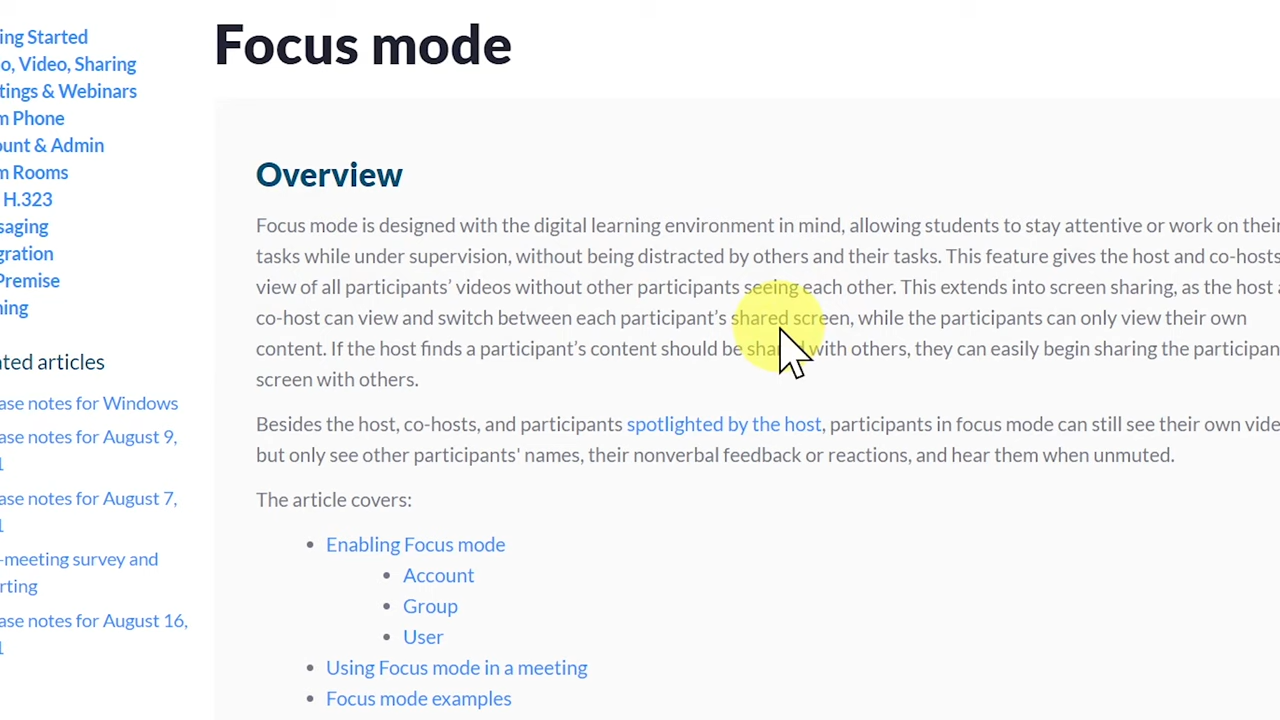 Focus mode
ing Started
o, Video, Sharing
tings & Webinars
m Phone
ount & Admin
m Rooms
H.323
saging
gration
Premise
ning
ated articles
ase notes for Windows
ase notes for August 9,
1
ase notes for August 7,
1
-meeting survey and
rting
ase notes for August 16,
1
Overview
Focus mode is designed with the digital learning environment in mind, allowing students to stay attentive or work on their
tasks while under supervision, without being distracted by others and their tasks. This feature gives the host and co-hosts
view of all participants' videos without other participants seeing each other. This extends into screen sharing, as the host
co-host can view and switch between each participant's shared screen, while the participants can only view their own
content. If the host finds a participant's content should be shared with others, they can easily begin sharing the participan
screen with others.
Besides the host, co-hosts, and participants spotlighted by the host, participants in focus mode can still see their own vide
but only see other participants' names, their nonverbal feedback or reactions, and hear them when unmuted.
The article covers:
• Enabling Focus mode
• Account
• Group
• User
• Using Focus mode in a meeting
• Focus mode examples